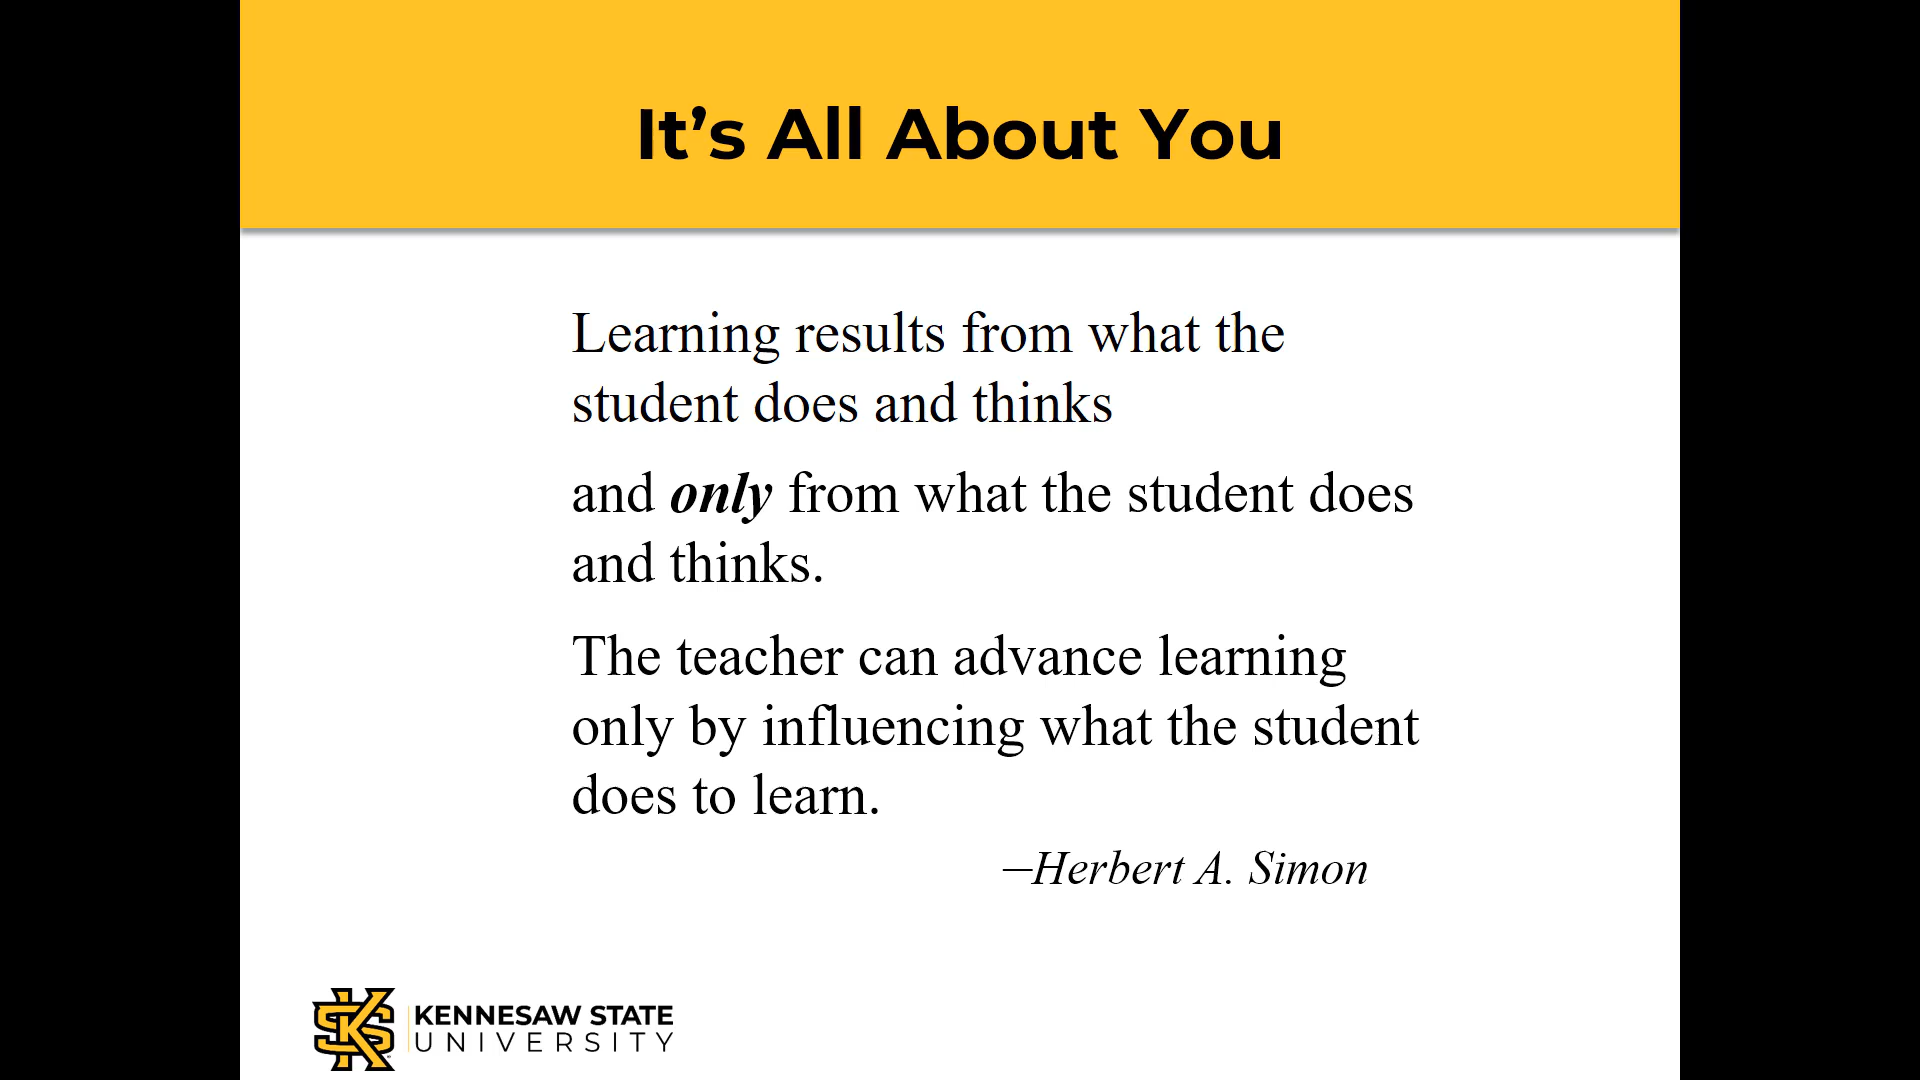 It’s All About You
Learning results from what the
student does and thinks
and only from what the student does
and thinks.
The teacher can advance learning
only by influencing what the student
does to learn.
—Herbert A. Simon
KS
KENNESAW STATE
UNIVERSITY